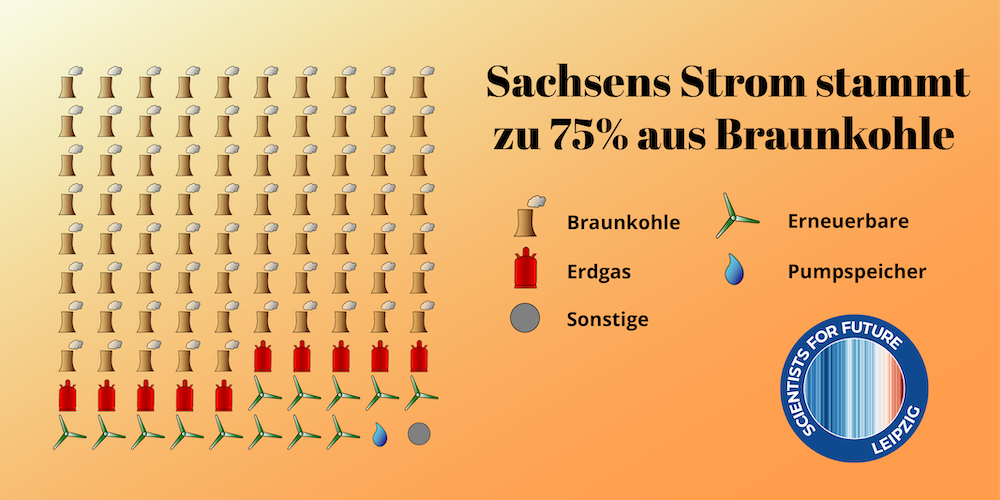 Sachsens Strom stammt
zu 75% aus Braunkohle
Braunkohle
Erneuerbare
Erdgas
Pumpspeicher
Sonstige
SCIENTISTS FOR FUTURE
LEIPZIG